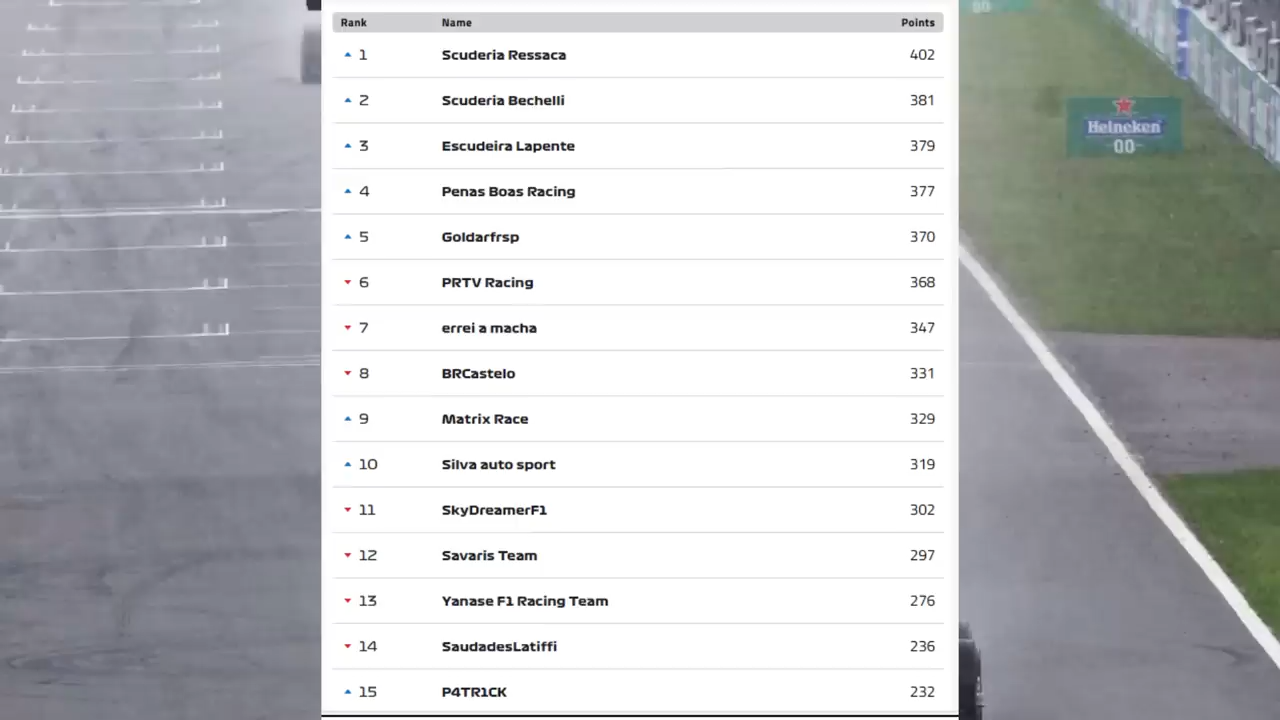 Rank Name Points
1 Scuderia Ressaca 402
2 Scuderia Bechelli 381
3 Escudeira Lapente 379
4 Penas Boas Racing 377
5 Goldarfrsp 370
6 PRTV Racing 368
7 errei a macha 347
8 BRCastelo 331
9 Matrix Race 329
10 Silva auto sport 319
11 SkyDreamerF1 302
12 Savaris Team 297
13 Yanase F1 Racing Team 276
14 SaudadesLatiffi 236
15 P4TR1CK 232
00
Heineken
00